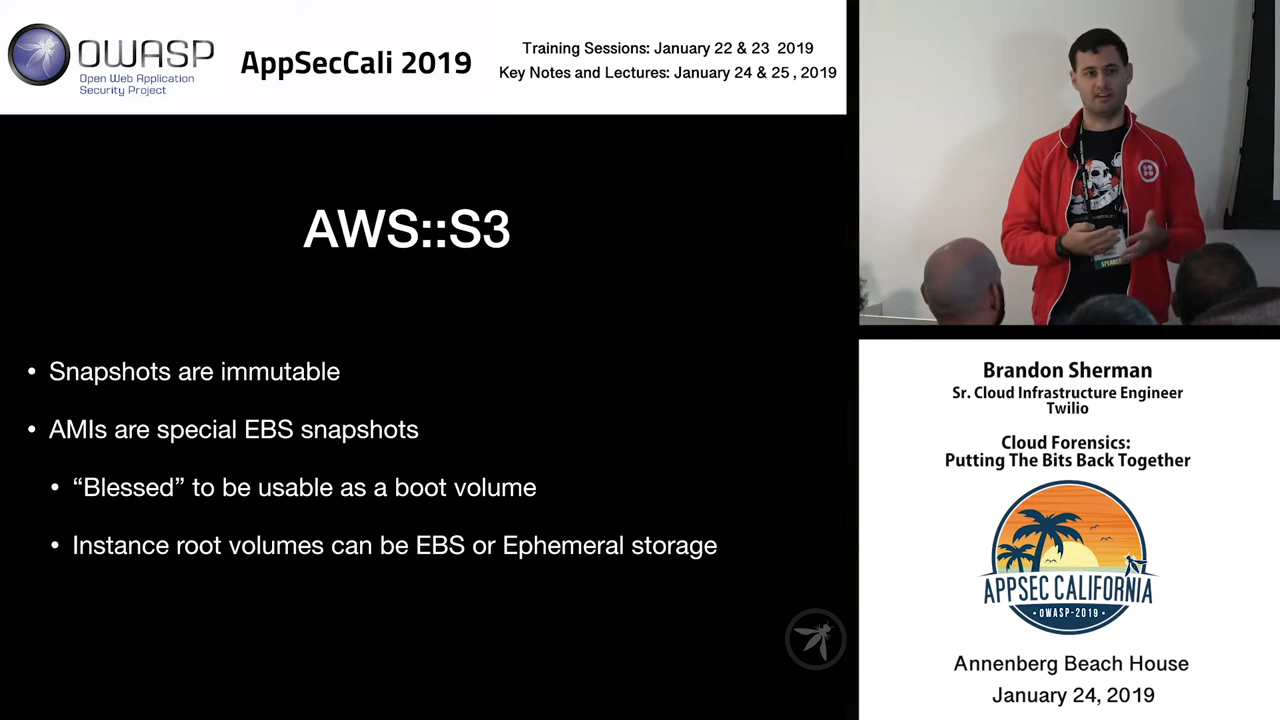 OWASP
Open Web Application
Security Project
AppSecCali 2019
Training Sessions: January 22 & 23 2019
Key Notes and Lectures: January 24 & 25 , 2019
AWS::S3
• Snapshots are immutable
• AMIs are special EBS snapshots
• “Blessed” to be usable as a boot volume
• Instance root volumes can be EBS or Ephemeral storage
SPEAKER
Brandon Sherman
Sr. Cloud Infrastructure Engineer
Twilio
Cloud Forensics:
Putting The Bits Back Together
APPSEC CALIFORNIA
• OWASP-2019 •
Annenberg Beach House
January 24, 2019